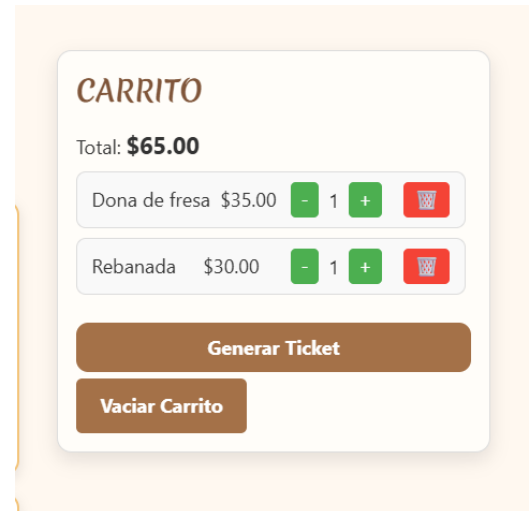 CARRITO
Total: $65.00
Dona de fresa $35.00 - 1 +
Rebanada $30.00 - 1 +
Generar Ticket
Vaciar Carrito